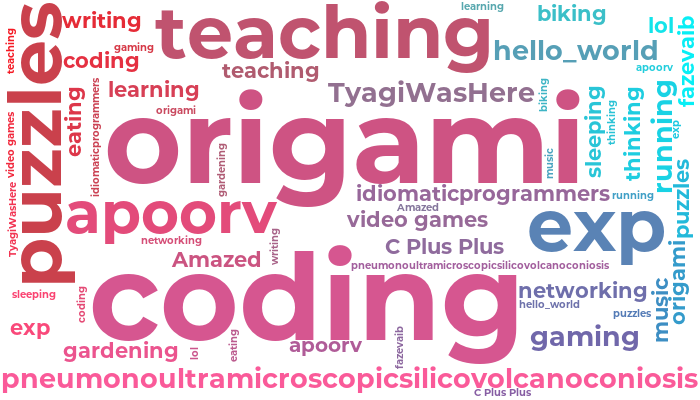 learning
teaching
biking
writing
lol
fazevaib
puzzles
teaching
gaming
hello_world
coding
teaching
apoorv
learning
TyagiWasHere
biking
eating
idiomaticprogrammers
origami
origami
sleeping
thinking
thinking
running
exp
video games
gardening
music
idiomaticprogrammers
running
puzzles
TyagiWasHere
apoorv
Amazed
video games
exp
networking
writing
C Plus Plus
Amazed
pneumonoultramicroscopicsilicovolcanoconiosis
origami
sleeping
coding
coding
networking
hello_world
music
puzzles
exp
gaming
gardening
lol
eating
apoorv
fazevaib
pneumonoultramicroscopicsilicovolcanoconiosis
C Plus Plus